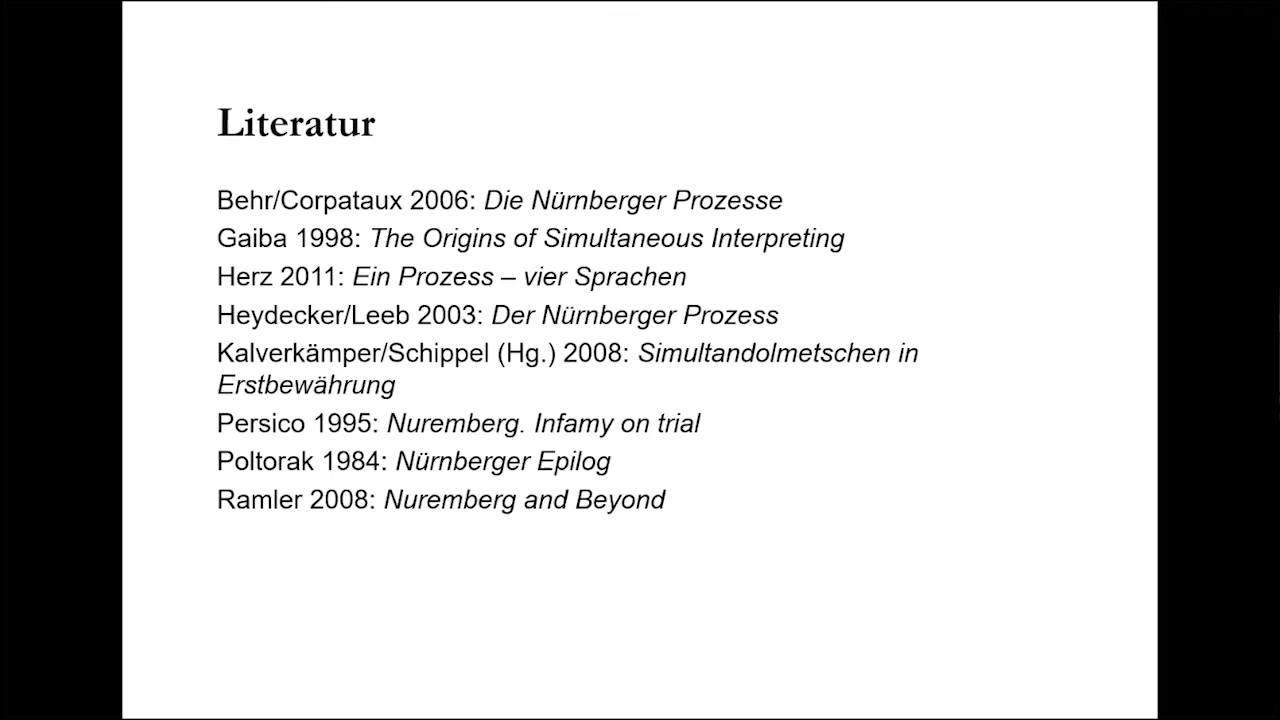 Literatur
Behr/Corpataux 2006: Die Nürnberger Prozesse
Gaiba 1998: The Origins of Simultaneous Interpreting
Herz 2011: Ein Prozess – vier Sprachen
Heydecker/Leeb 2003: Der Nürnberger Prozess
Kalverkämper/Schippel (Hg.) 2008: Simultandolmetschen in
Erstbewährung
Persico 1995: Nuremberg. Infamy on trial
Poltorak 1984: Nürnberger Epilog
Ramler 2008: Nuremberg and Beyond